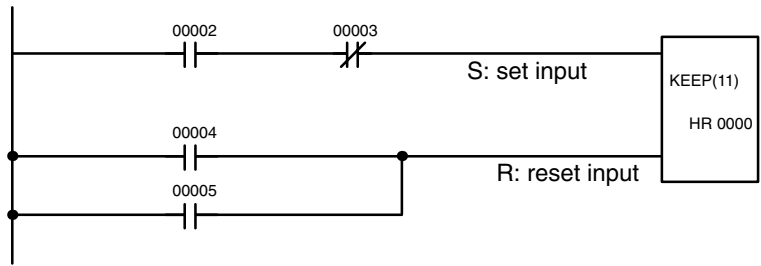 00002
00003
S: set input
KEEP(11)
HR 0000
00004
R: reset input
00005